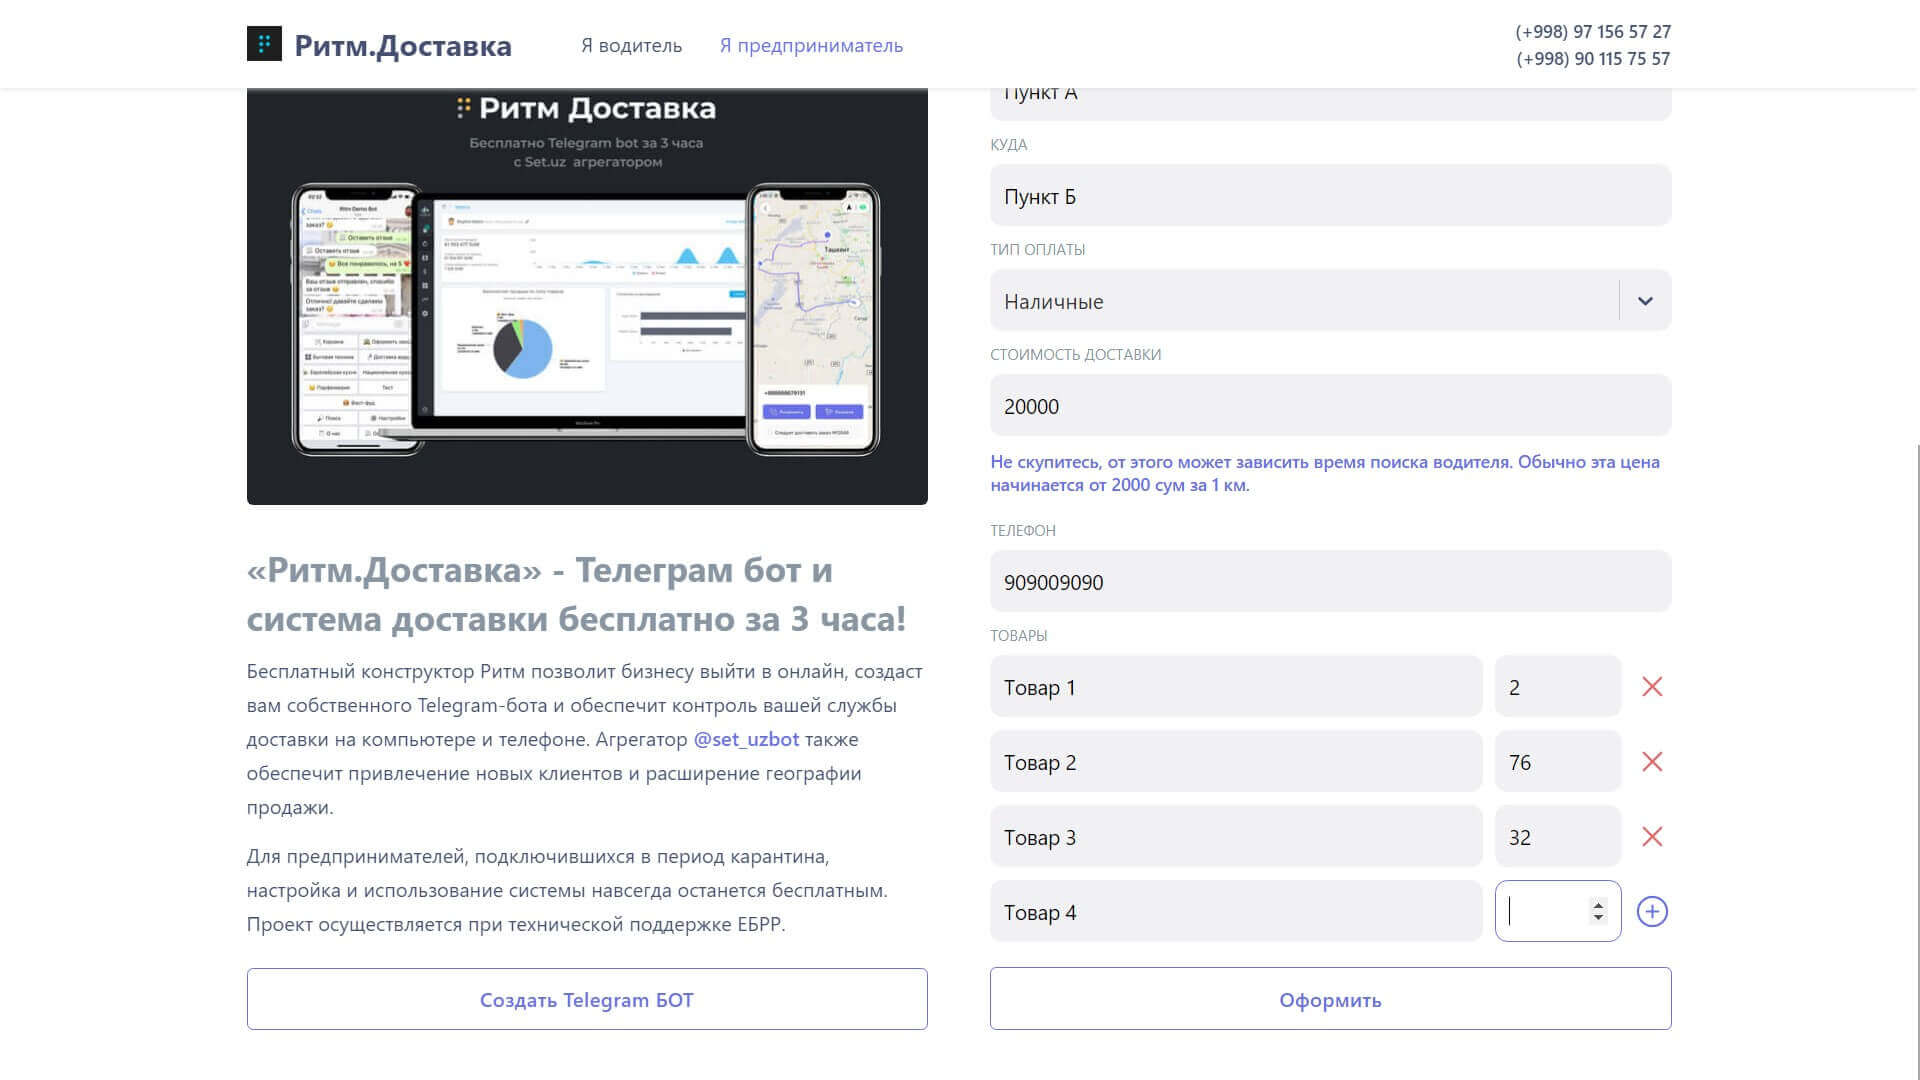 Ритм.Доставка
Я водитель
Я предприниматель
(+998) 97 156 57 27
(+998) 90 115 75 57
Ритм Доставка
Бесплатно Telegram bot за 3 часа
с Set.uz агрегатором
Ташкент
«Ритм.Доставка» - Телеграм бот и
система доставки бесплатно за 3 часа!
Бесплатный конструктор Ритм позволит бизнесу выйти в онлайн, создаст
вам собственного Telegram-бота и обеспечит контроль вашей службы
доставки на компьютере и телефоне. Агрегатор @set_uzbot также
обеспечит привлечение новых клиентов и расширение географии
продажи.
Для предпринимателей, подключившихся в период карантина,
настройка и использование системы навсегда останется бесплатным.
Проект осуществляется при технической поддержке ЕБРР.
Создать Telegram БОТ
Пункт А
КУДА
Пункт Б
ТИП ОПЛАТЫ
Наличные
СТОИМОСТЬ ДОСТАВКИ
20000
Не скупитесь, от этого может зависить время поиска водителя. Обычно эта цена
начинается от 2000 сум за 1 км.
ТЕЛЕФОН
909009090
ТОВАРЫ
Товар 1 2
Товар 2 76
Товар 3 32
Товар 4
Оформить